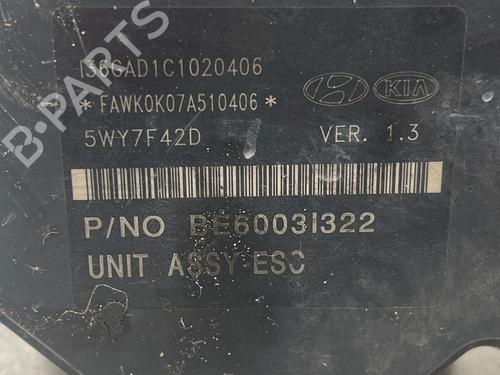 I36GAD1C1020406
*FAWK0K07A510406*
5WY7F42D VER. 1.3
KIA
P/NO BE6003I322
UNIT ASSY ESC
B-PARTS